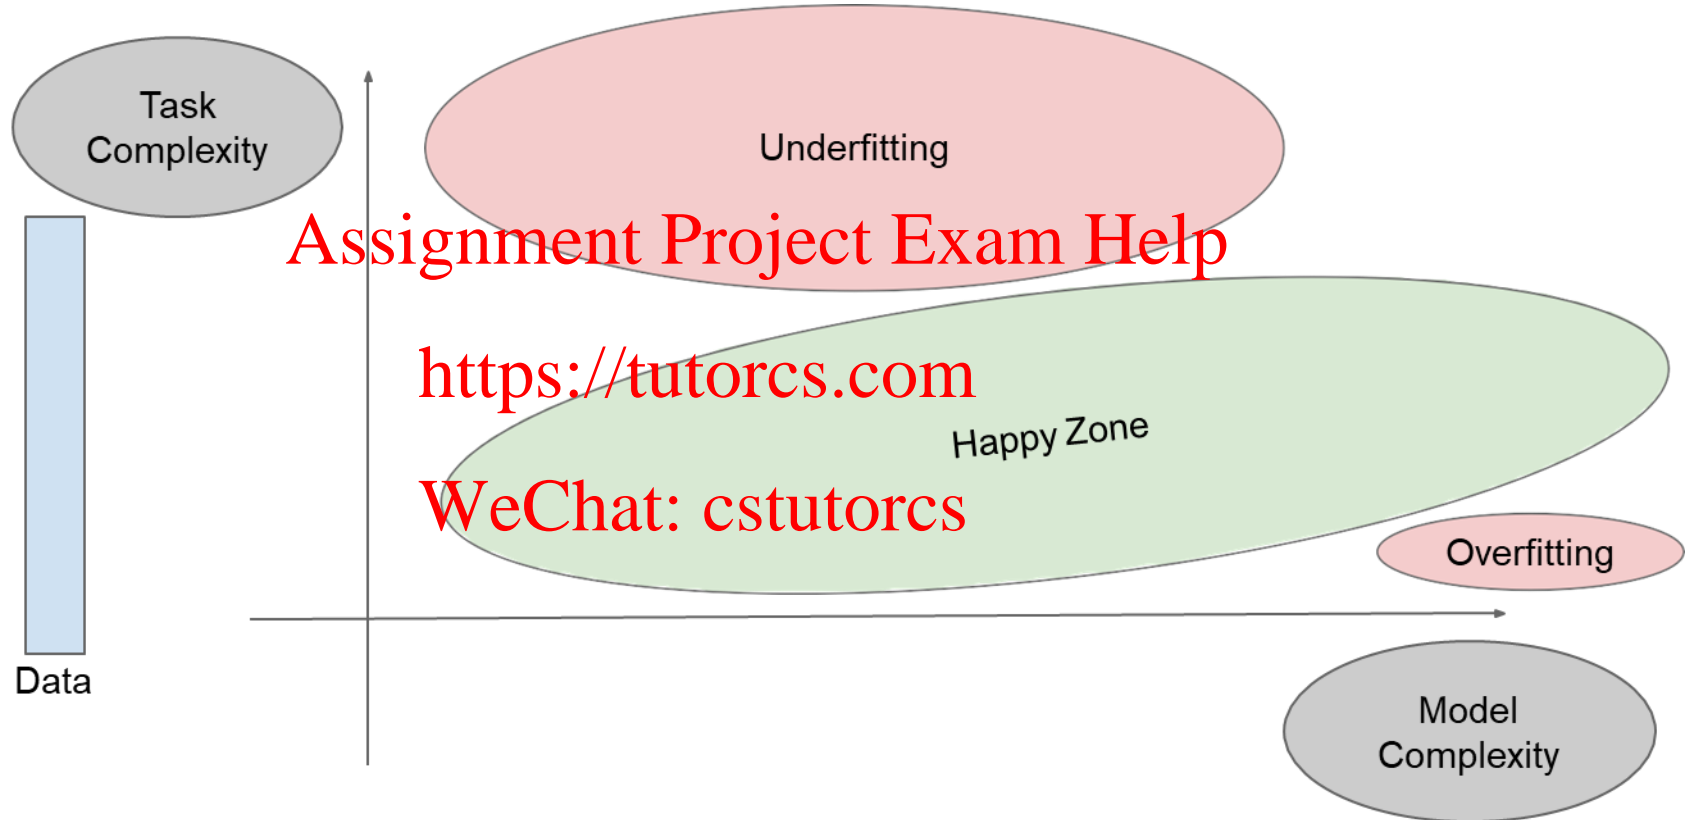 Task
Complexity
Underfitting
Assignment Project Exam Help
https://tutorcs.com
Happy Zone
WeChat: cstutorcs
Overfitting
Data
Model
Complexity